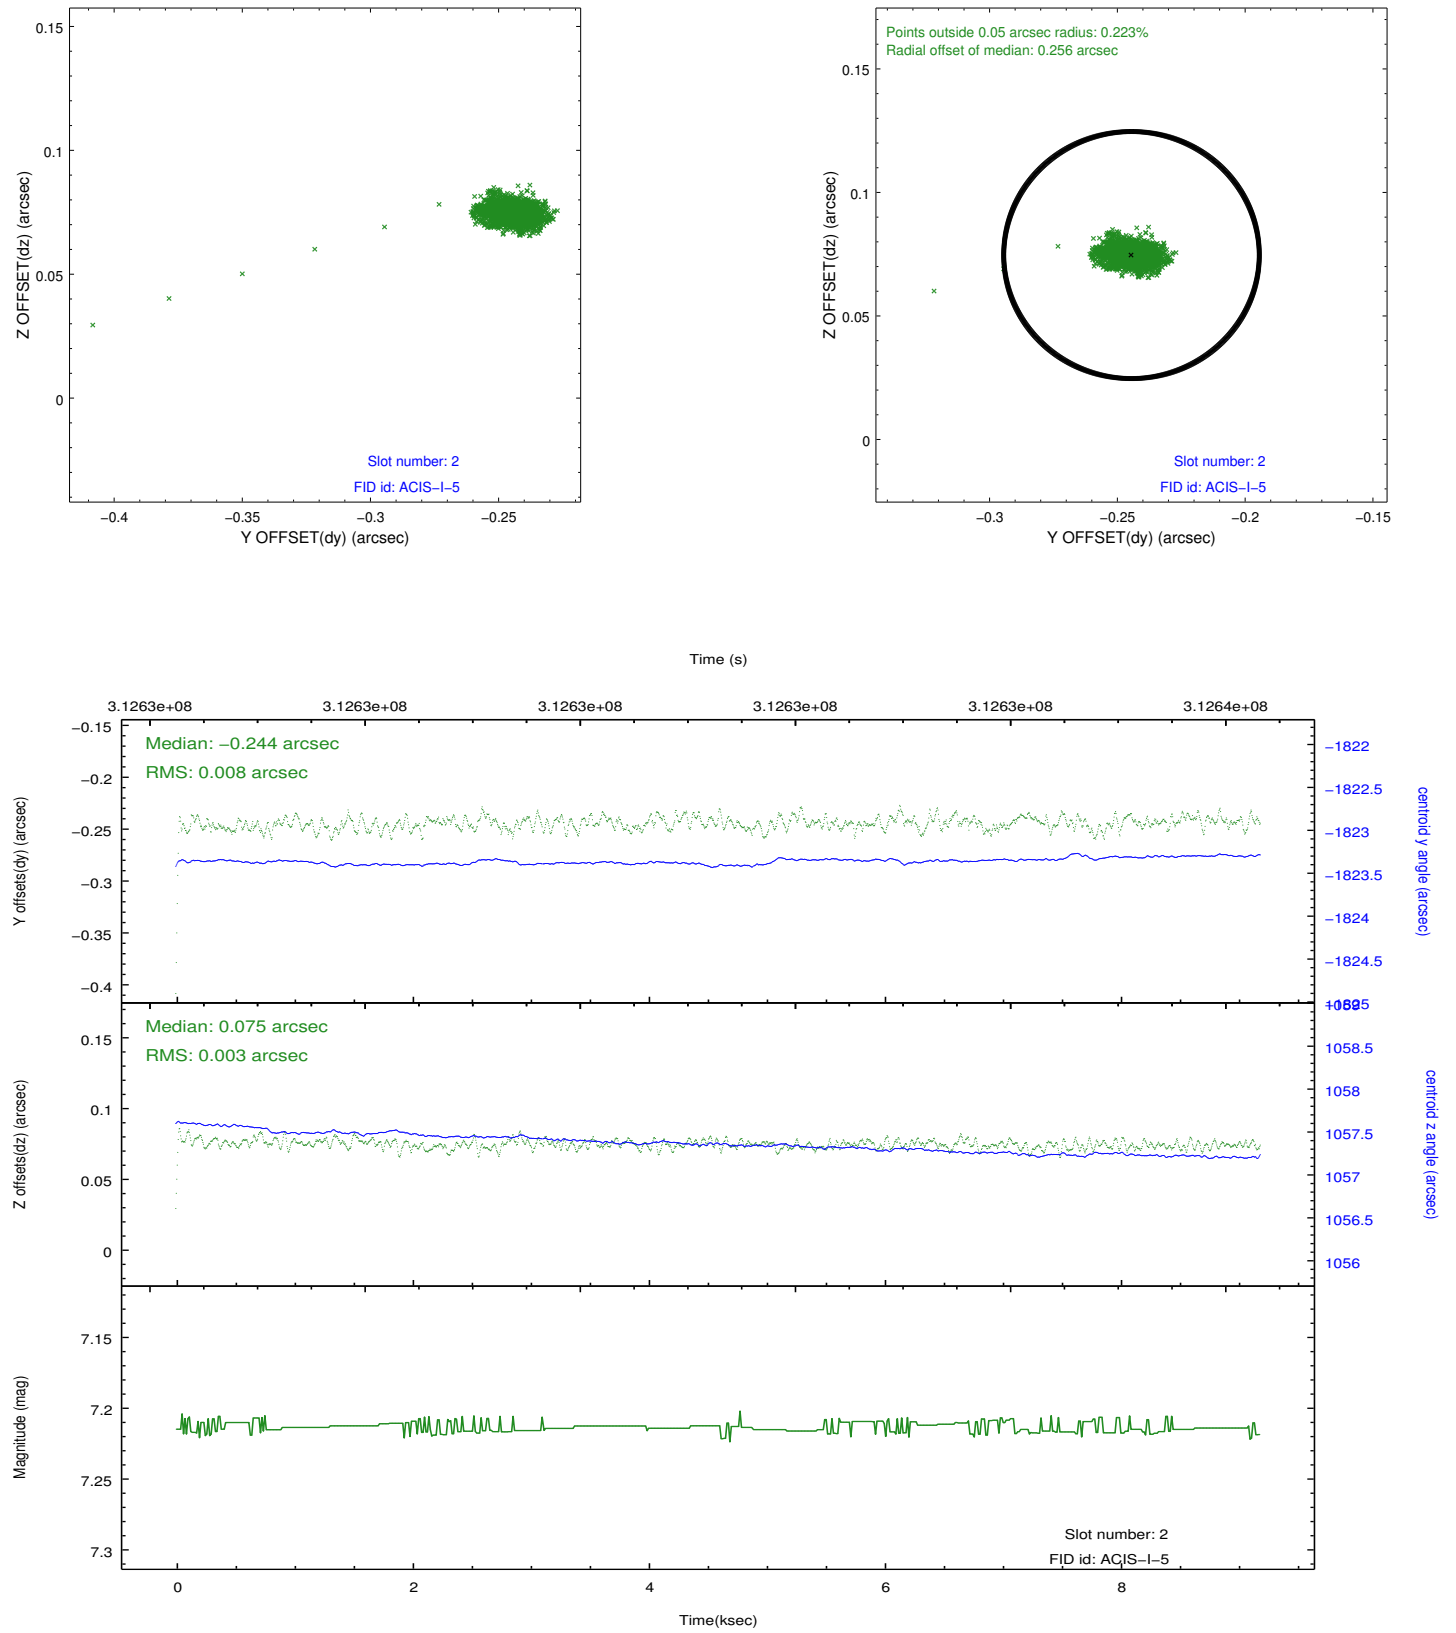 0.15
0.1
0.05
0
Z OFFSET(dz) (arcsec)
−0.4 −0.35 −0.3 −0.25
Y OFFSET(dy) (arcsec)
Slot number: 2
FID id: ACIS−I−5
Points outside 0.05 arcsec radius: 0.223%
Radial offset of median: 0.256 arcsec
0.15
0.1
0.05
0
Z OFFSET(dz) (arcsec)
−0.3 −0.25 −0.2 −0.15
Y OFFSET(dy) (arcsec)
Slot number: 2
FID id: ACIS−I−5
Time (s)
3.1263e+08 3.1263e+08 3.1263e+08 3.1263e+08 3.1263e+08 3.1264e+08
Median: −0.244 arcsec
RMS: 0.008 arcsec
−0.15
−0.2
−0.25
−0.3
−0.35
−0.4
Y offsets(dy) (arcsec)
−1822
−1822.5
−1823
−1823.5
−1824
−1824.5
−1825
centroid y angle (arcsec)
Median: 0.075 arcsec
RMS: 0.003 arcsec
0.15
0.1
0.05
0
Z offsets(dz) (arcsec)
1059
1058.5
1058
1057.5
1057
1056.5
1056
centroid z angle (arcsec)
7.15
7.2
7.25
7.3
Magnitude (mag)
Slot number: 2
FID id: ACIS−I−5
0 2 4 6 8
Time(ksec)